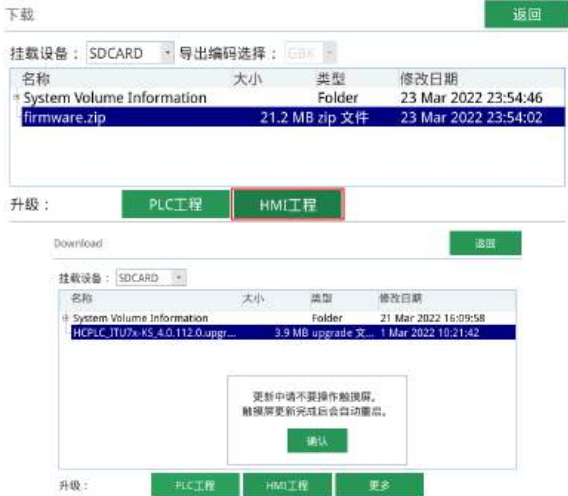 下载 返回
挂载设备： SDCARD 导出编码选择： GBK
名称 大小 类型 修改日期
System Volume Information Folder 23 Mar 2022 23:54:46
firmware.zip 21.2 MB zip 文件 23 Mar 2022 23:54:02
升级： PLC工程 HMI工程
Download 返回
挂载设备： SDCARD
名称 大小 类型 修改日期
System Volume Information Folder 21 Mar 2022 16:09:58
HCPLC_ITU7x-KS_4.0.112.0.upgr... 3.9 MB upgrade 文... 1 Mar 2022 10:21:42
更新中请不要操作触摸屏。
触摸屏更新完成后会自动重启。
确认
升级： PLC工程 HMI工程 更多